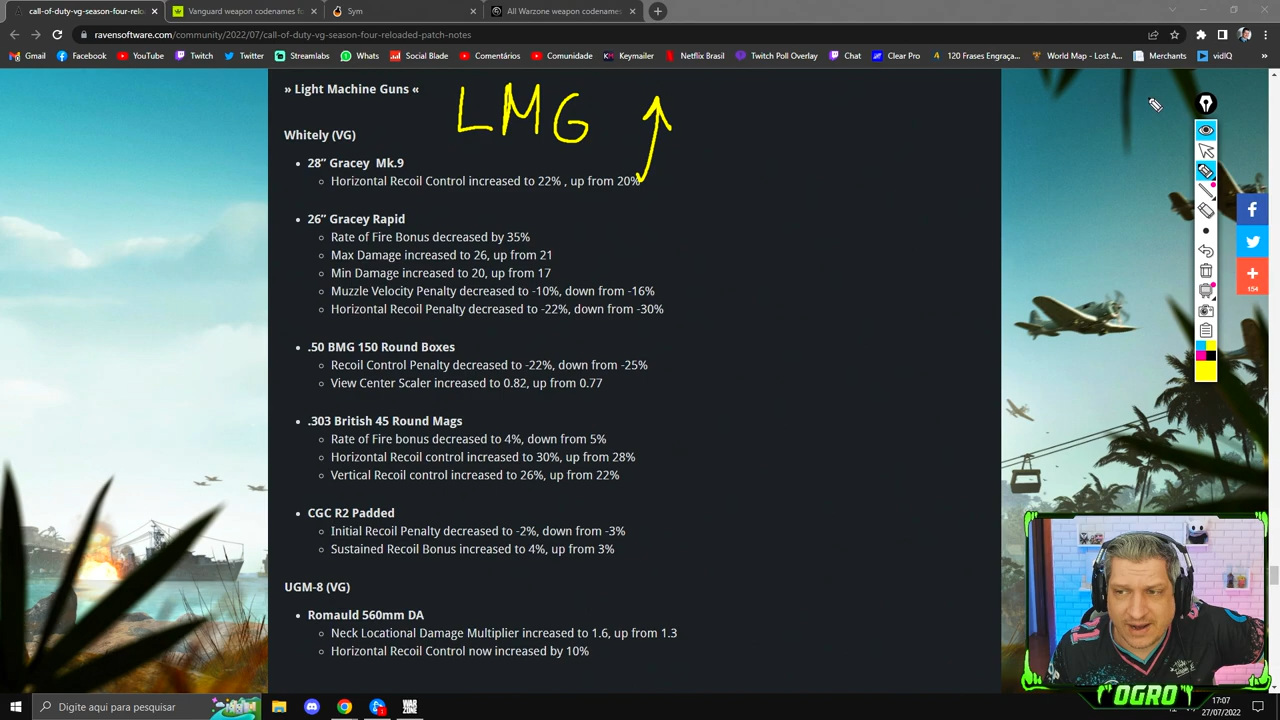 call-of-duty-vg-season-four-relo
Vanguard weapon codenames fo
Sym
All Warzone weapon codenames
ravensoftware.com/community/2022/07/call-of-duty-vg-season-four-reloaded-patch-notes
Gmail
Facebook
YouTube
Twitch
Twitter
Streamlabs
Whats
Social Blade
Comentários
Comunidade
Keymailer
Netflix Brasil
Twitch Poll Overlay
Chat
Clear Pro
120 Frases Engraça...
World Map - Lost A...
Merchants
vidIQ
»
» Light Machine Guns «
LMG
Whitely (VG)
28” Gracey Mk.9
Horizontal Recoil Control increased to 22% , up from 20%
26” Gracey Rapid
Rate of Fire Bonus decreased by 35%
Max Damage increased to 26, up from 21
Min Damage increased to 20, up from 17
Muzzle Velocity Penalty decreased to -10%, down from -16%
Horizontal Recoil Penalty decreased to -22%, down from -30%
.50 BMG 150 Round Boxes
Recoil Control Penalty decreased to -22%, down from -25%
View Center Scaler increased to 0.82, up from 0.77
.303 British 45 Round Mags
Rate of Fire bonus decreased to 4%, down from 5%
Horizontal Recoil control increased to 30%, up from 28%
Vertical Recoil control increased to 26%, up from 22%
CGC R2 Padded
Initial Recoil Penalty decreased to -2%, down from -3%
Sustained Recoil Bonus increased to 4%, up from 3%
UGM-8 (VG)
Romauld 560mm DA
Neck Locational Damage Multiplier increased to 1.6, up from 1.3
Horizontal Recoil Control now increased by 10%
154
OGRO
Digite aqui para pesquisar
1
WAR
ZONE
17:07
27/07/2022